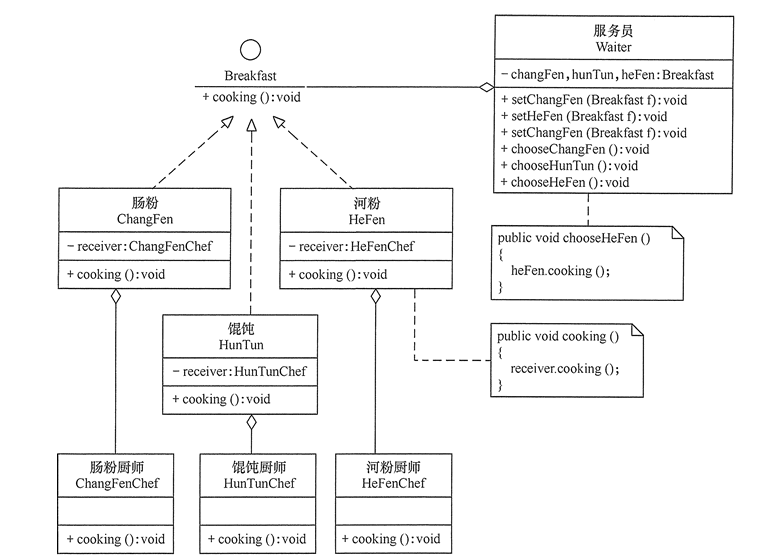 服务员
Waiter
- changFen,hunTun,heFen:Breakfast
+ setChangFen (Breakfast f):void
+ setHeFen (Breakfast f):void
+ setChangFen (Breakfast f):void
+ chooseChangFen ():void
+ chooseHunTun ():void
+ chooseHeFen ():void
Breakfast
+ cooking ():void
肠粉
ChangFen
- receiver:ChangFenChef
+ cooking ():void
河粉
HeFen
- receiver:HeFenChef
+ cooking ():void
public void chooseHeFen ()
{
heFen.cooking ();
}
馄饨
HunTun
- receiver:HunTunChef
+ cooking ():void
public void cooking ()
{
receiver.cooking ();
}
肠粉厨师
ChangFenChef
+ cooking ():void
馄饨厨师
HunTunChef
+ cooking ():void
河粉厨师
HeFenChef
+ cooking ():void